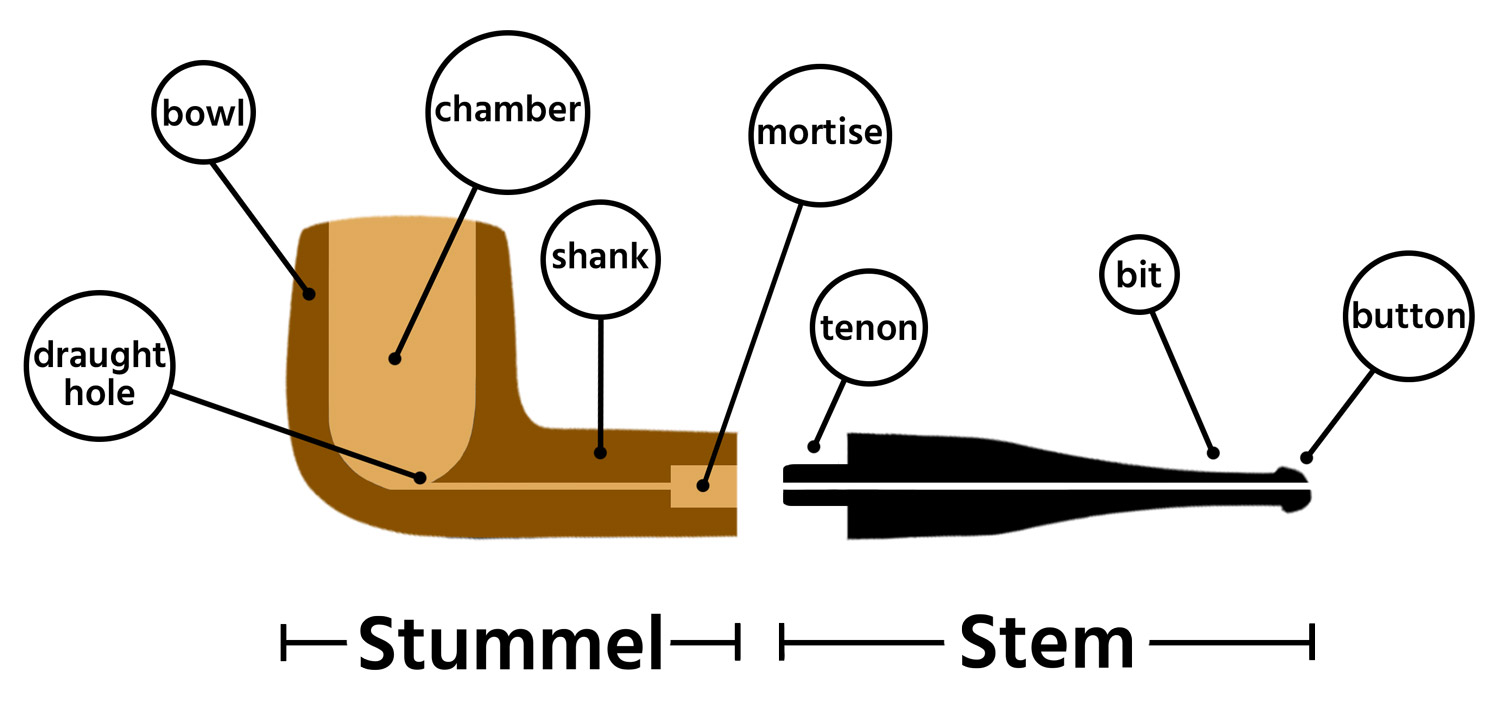 bowl
chamber
mortise
shank
bit
button
tenon
draught
hole
Stummel
Stem